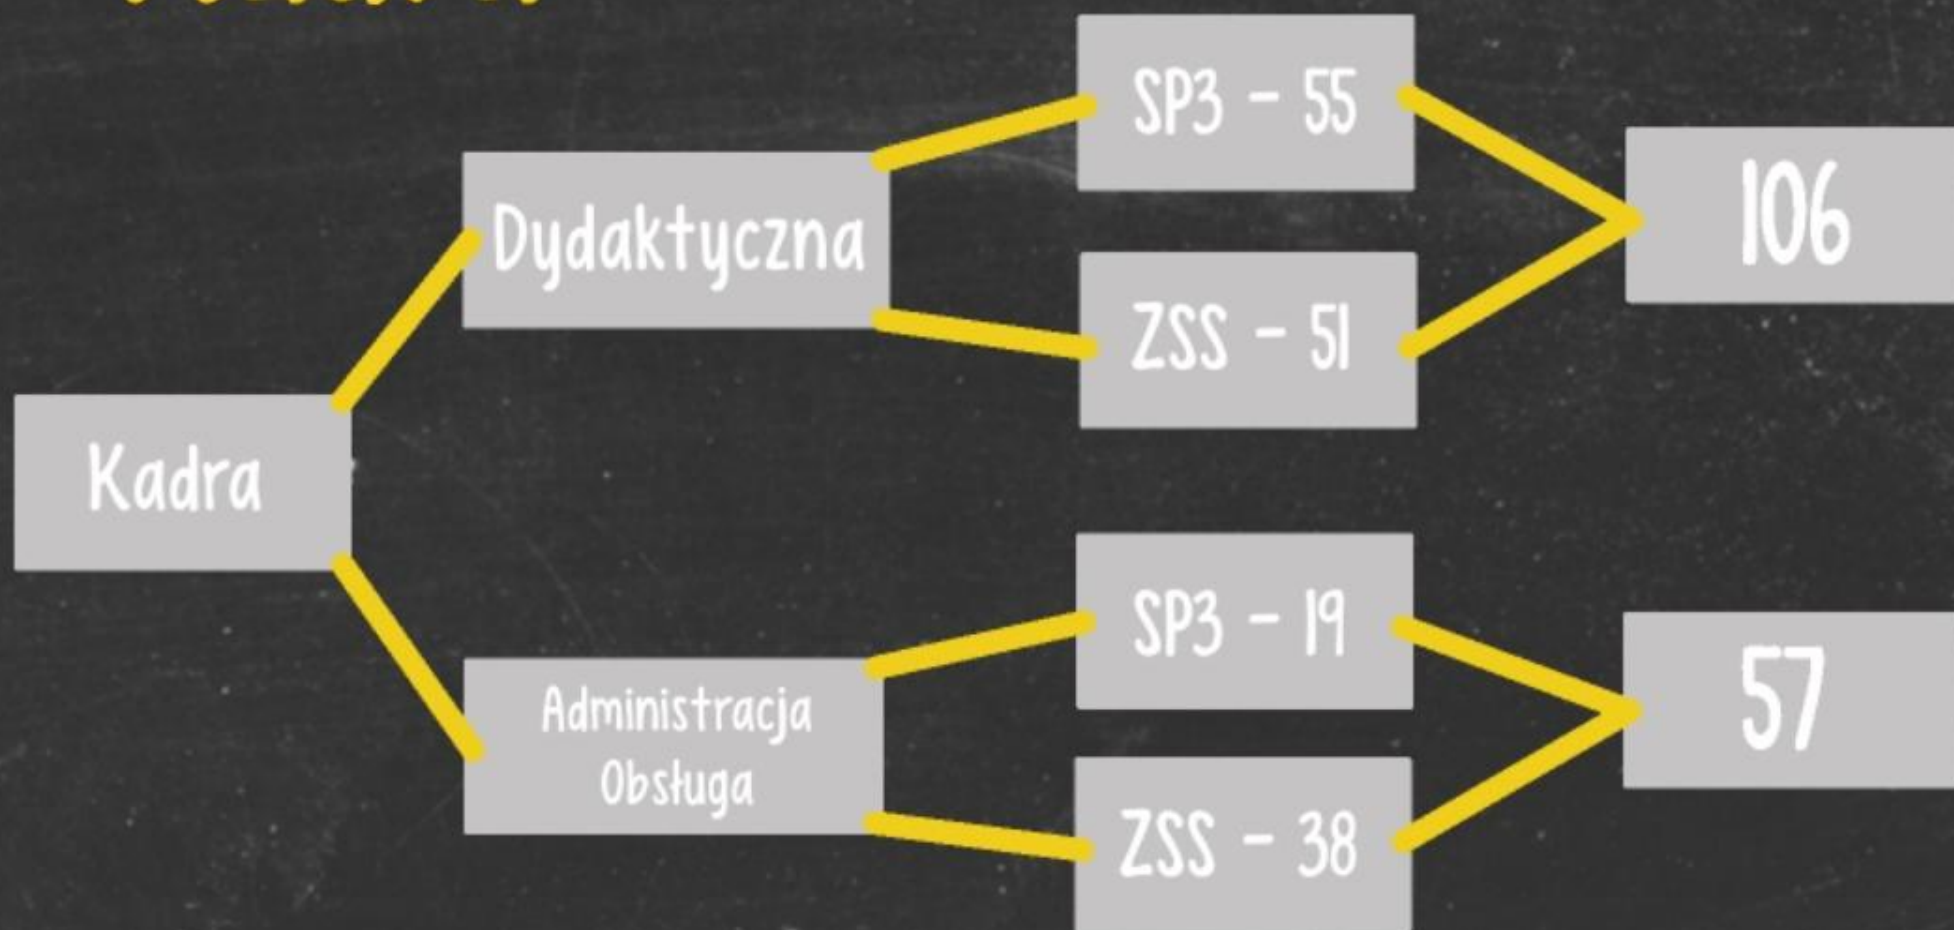 Kadra
Dydaktyczna
SP3 - 55
ZSS - 51
106
Administracja
Obsługa
SP3 - 19
ZSS - 38
57